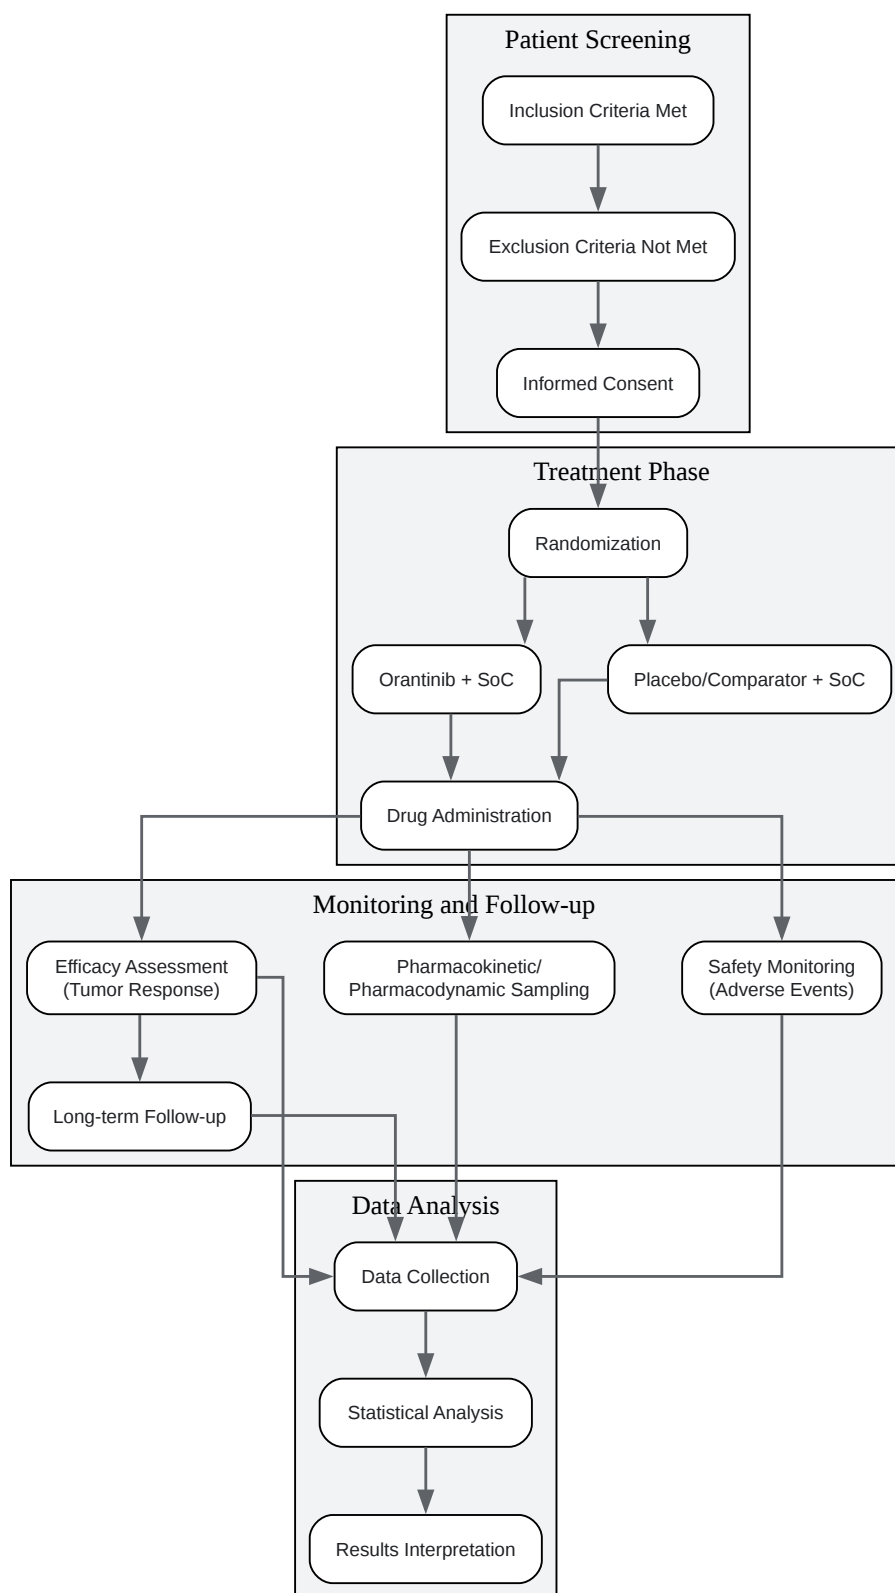 Patient Screening
Inclusion Criteria Met
Exclusion Criteria Not Met
Informed Consent
Treatment Phase
Randomization
Orantinib + SoC
Placebo/Comparator + SoC
Drug Administration
Monitoring and Follow-up
Efficacy Assessment
(Tumor Response)
Pharmacokinetic/
Pharmacodynamic Sampling
Safety Monitoring
(Adverse Events)
Long-term Follow-up
Data Analysis
Data Collection
Statistical Analysis
Results Interpretation